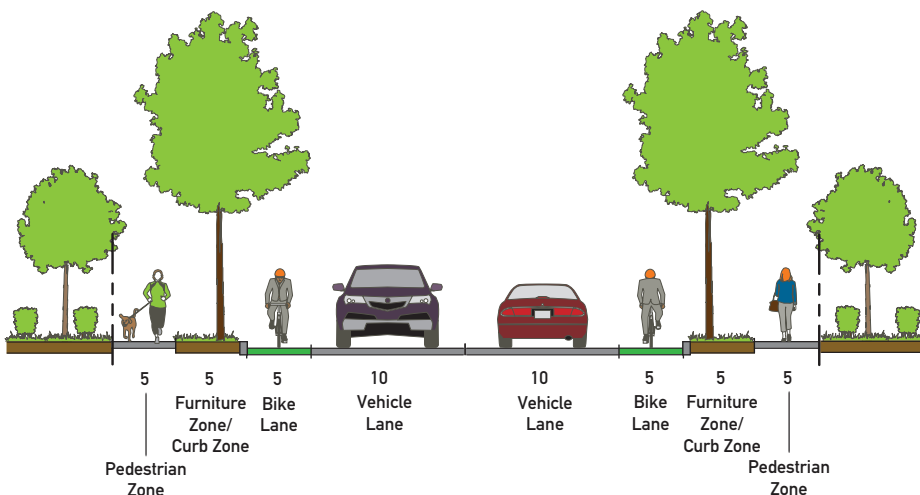 5 5 5 10 10 5 5 5
Pedestrian
Zone
Furniture
Zone/
Curb Zone
Bike
Lane
Vehicle
Lane
Vehicle
Lane
Bike
Lane
Furniture
Zone/
Curb Zone
Pedestrian
Zone